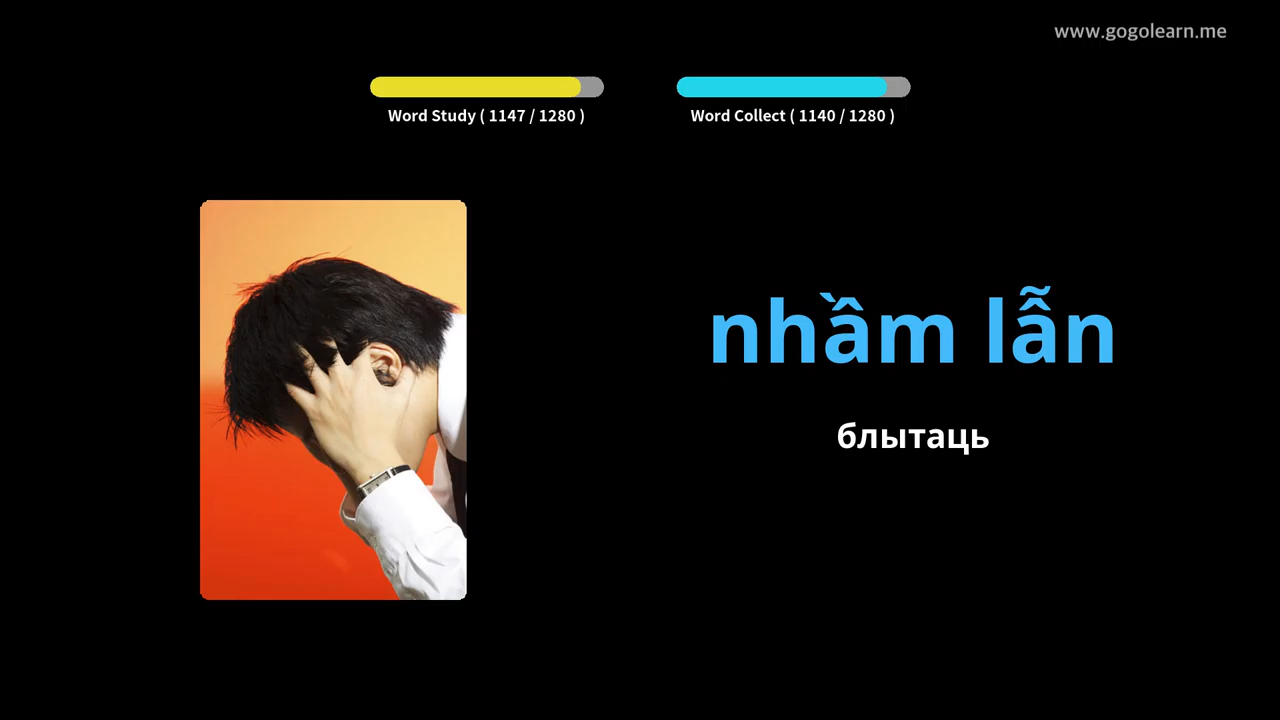 www.gogolearn.me
Word Study ( 1147 / 1280 )
Word Collect ( 1140 / 1280 )
nhầm lẫn
блытаць